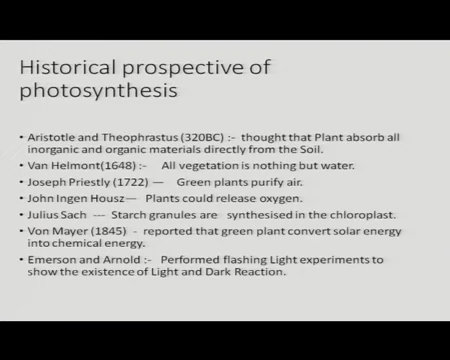 Historical prospective of
photosynthesis
• Aristotle and Theophrastus (320BC) :- thought that Plant absorb all
inorganic and organic materials directly from the Soil.
• Van Helmont(1648) :- All vegetation is nothing but water.
• Joseph Priestly (1722) — Green plants purify air.
• John Ingen Housz— Plants could release oxygen.
• Julius Sach --- Starch granules are synthesised in the chloroplast.
• Von Mayer (1845) - reported that green plant convert solar energy
into chemical energy.
• Emerson and Arnold :- Performed flashing Light experiments to
show the existence of Light and Dark Reaction.